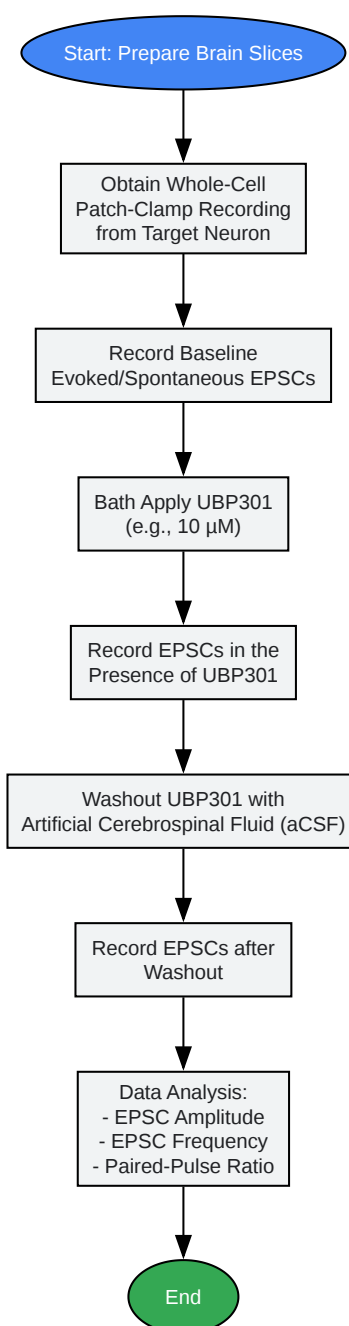 Start: Prepare Brain Slices
Obtain Whole-Cell
Patch-Clamp Recording
from Target Neuron
Record Baseline
Evoked/Spontaneous EPSCs
Bath Apply UBP301
(e.g., 10 µM)
Record EPSCs in the
Presence of UBP301
Washout UBP301 with
Artificial Cerebrospinal Fluid (aCSF)
Record EPSCs after
Washout
Data Analysis:
- EPSC Amplitude
- EPSC Frequency
- Paired-Pulse Ratio
End